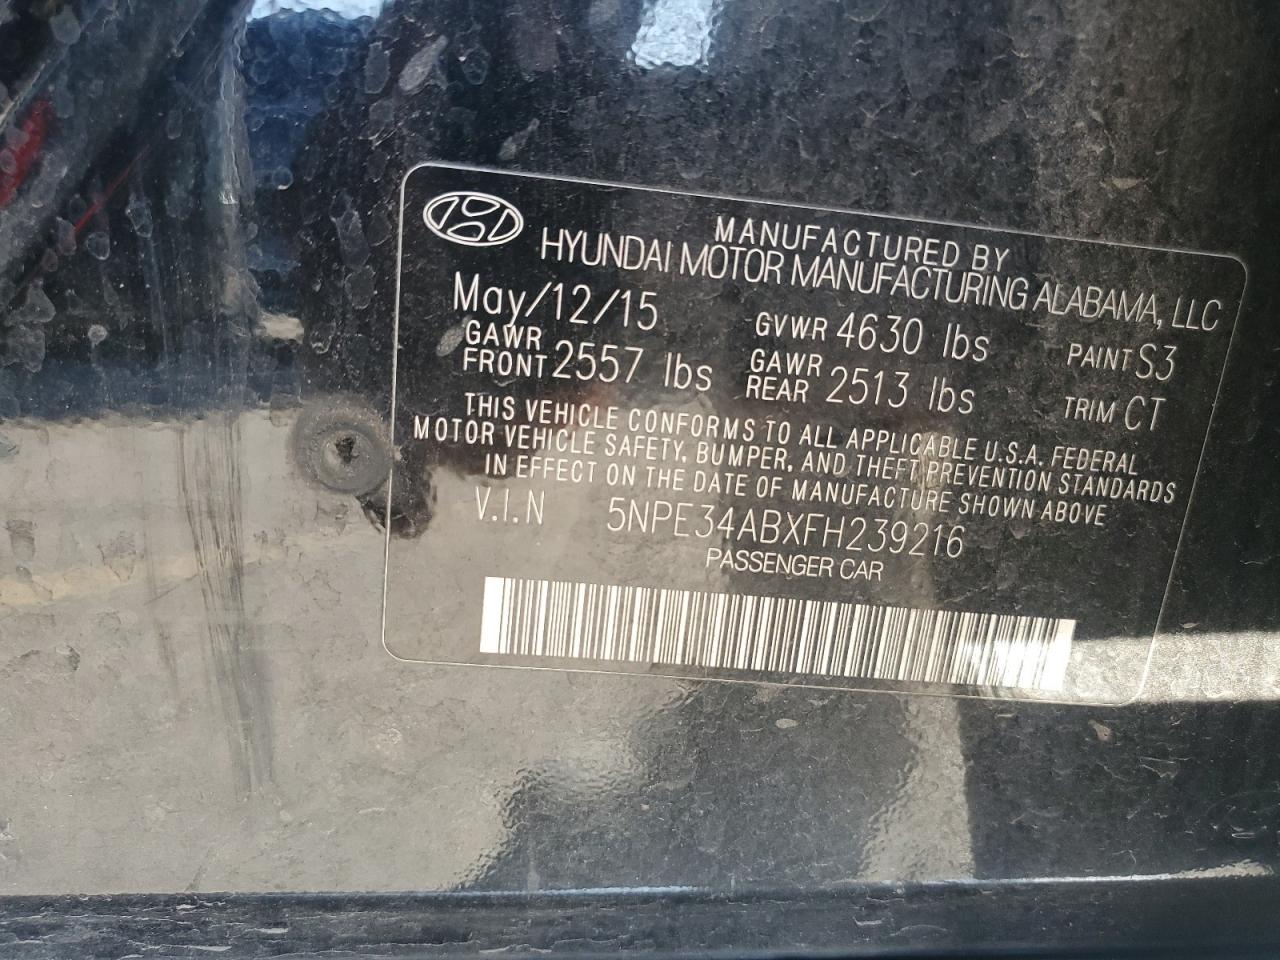 MANUFACTURED BY
HYUNDAI MOTOR MANUFACTURING ALABAMA, LLC
May/12/15 GVWR 4630 lbs PAINT S3
GAWR FRONT 2557 lbs GAWR REAR 2513 lbs TRIM CT
THIS VEHICLE CONFORMS TO ALL APPLICABLE U.S.A. FEDERAL
MOTOR VEHICLE SAFETY, BUMPER, AND THEFT PREVENTION STANDARDS
IN EFFECT ON THE DATE OF MANUFACTURE SHOWN ABOVE
V.I.N 5NPE34ABXFH239216
PASSENGER CAR